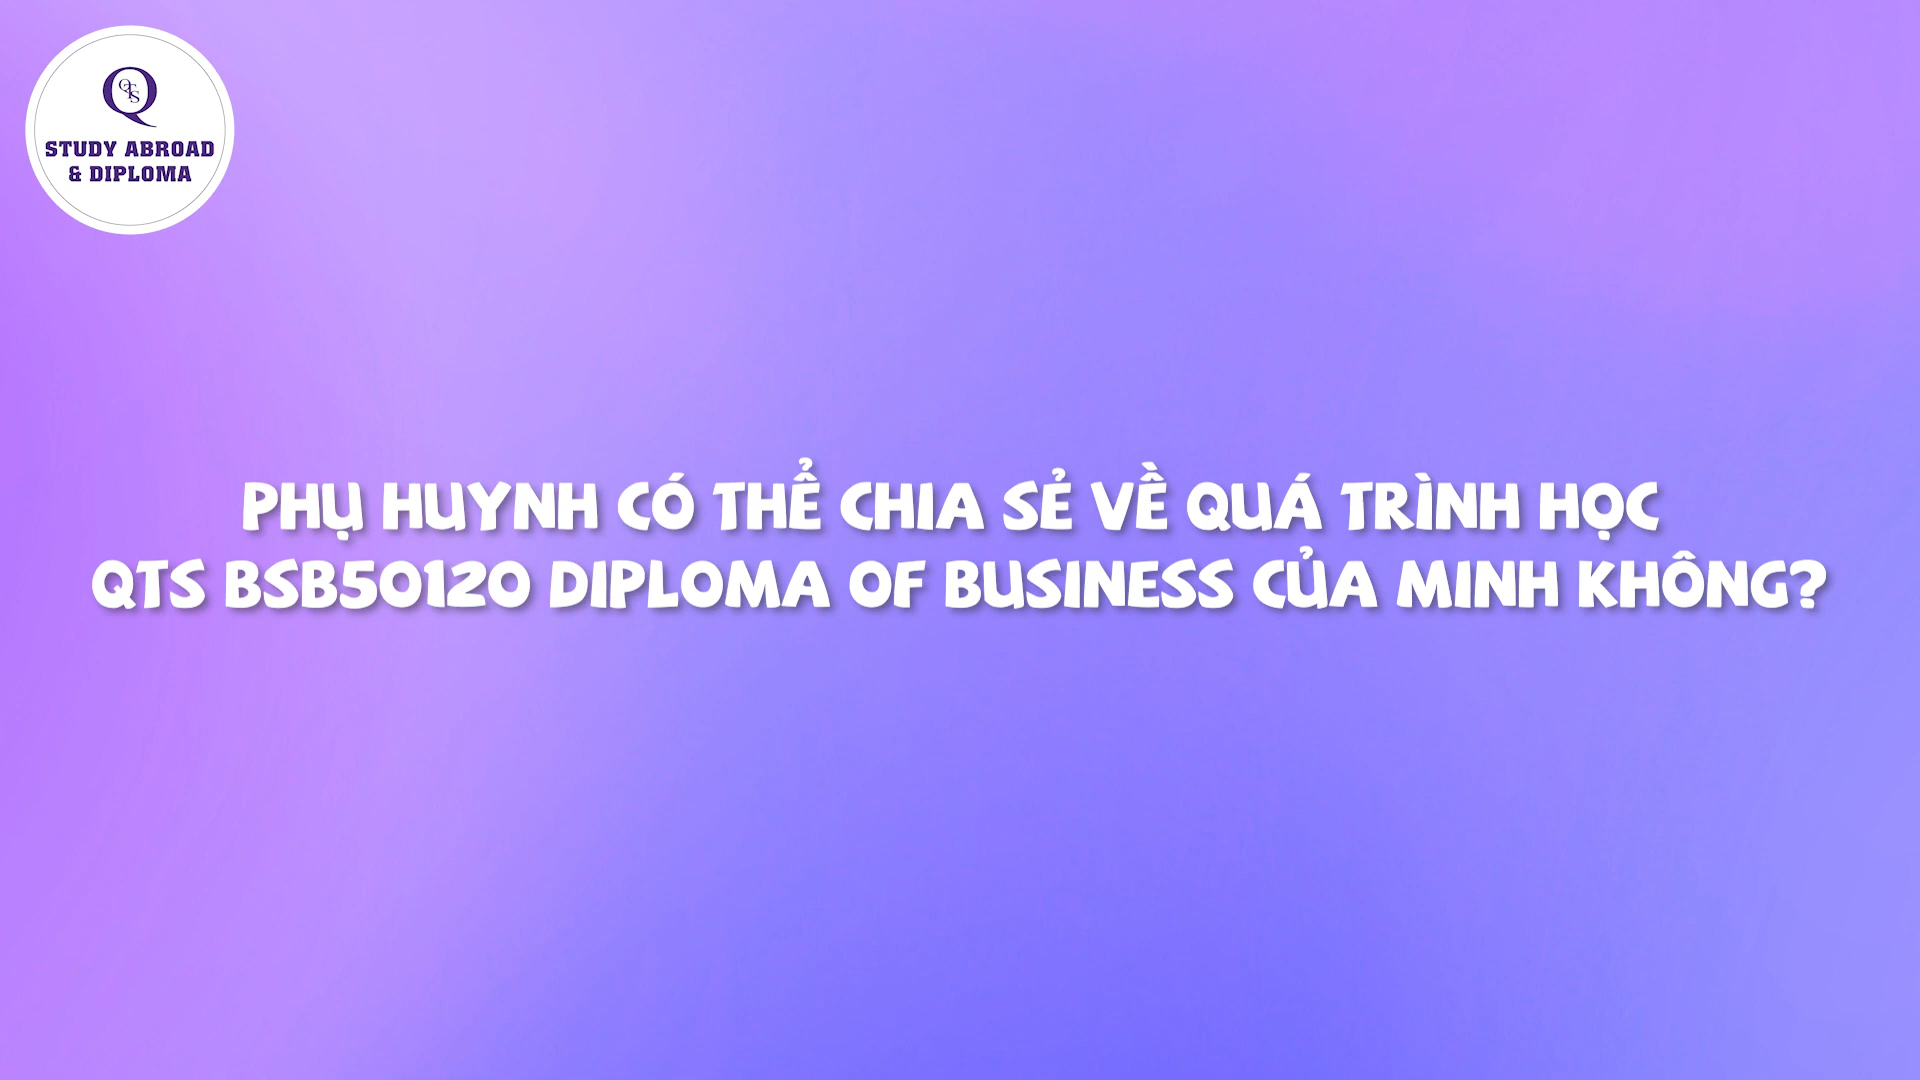 QTS
STUDY ABROAD
& DIPLOMA
PHỤ HUYNH CÓ THỂ CHIA SẺ VỀ QUÁ TRÌNH HỌC
QTS BSB50120 DIPLOMA OF BUSINESS CỦA MINH KHÔNG?